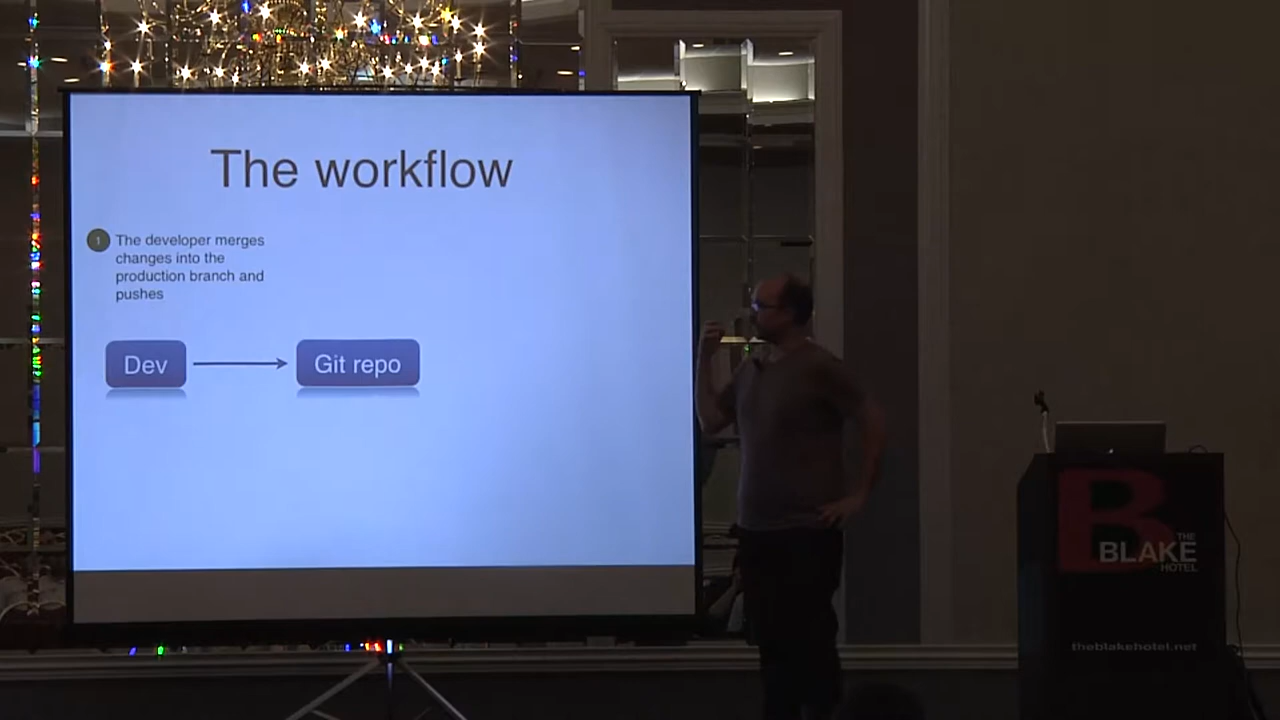 The workflow
1
The developer merges
changes into the
production branch and
pushes
Dev
Git repo
B
THE
BLAKE
HOTEL
theblakehotel.net